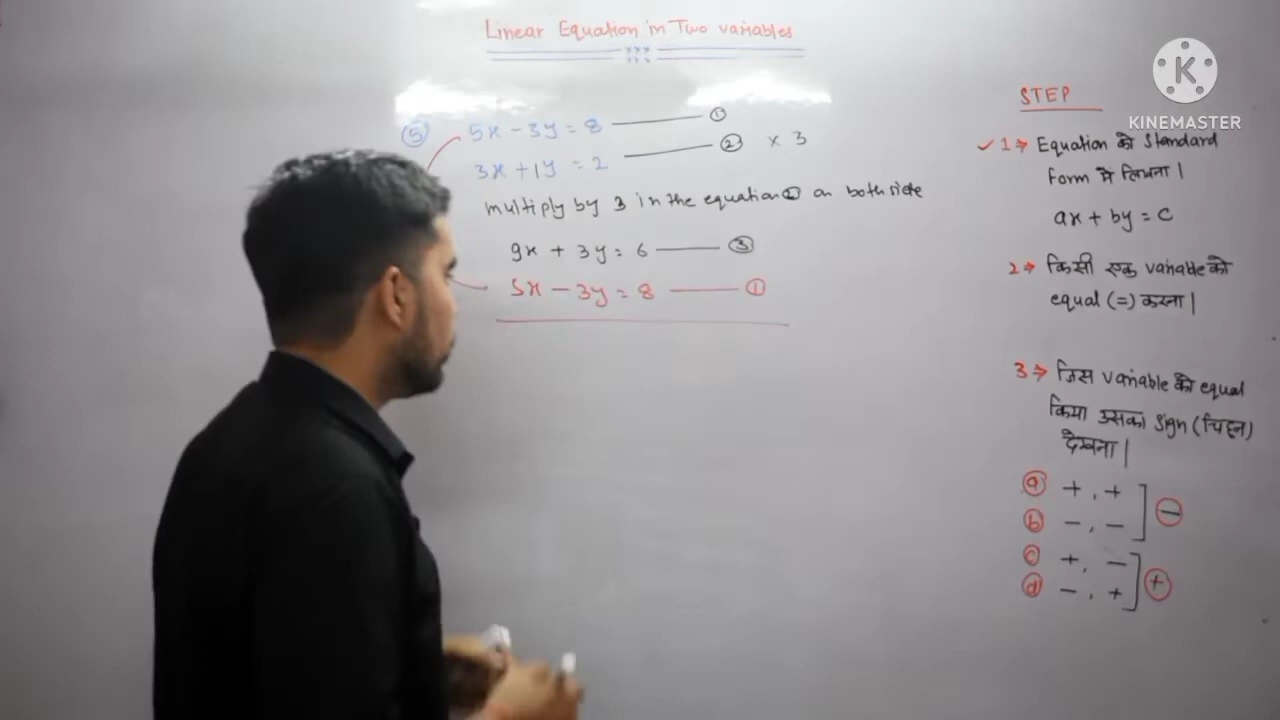 Linear Equation in Two variables
⑤ 5x - 3y = 8 ①
3x + 1y = 2 ② × 3
multiply by 3 in the equation② on both side
9x + 3y = 6 ③
5x - 3y = 8 ①
STEP
✓ 1⇒ Equation को Standard
form में लिखना।
ax + by = c
2⇒ किसी एक variable को
equal (=) करना।
3⇒ जिस variable को equal
किया उसका sign (चिह्न)
देखना।
ⓐ +, +
ⓑ -, - ] ⊖
ⓒ +, -
ⓓ -, + ] ⊕
KINEMASTER